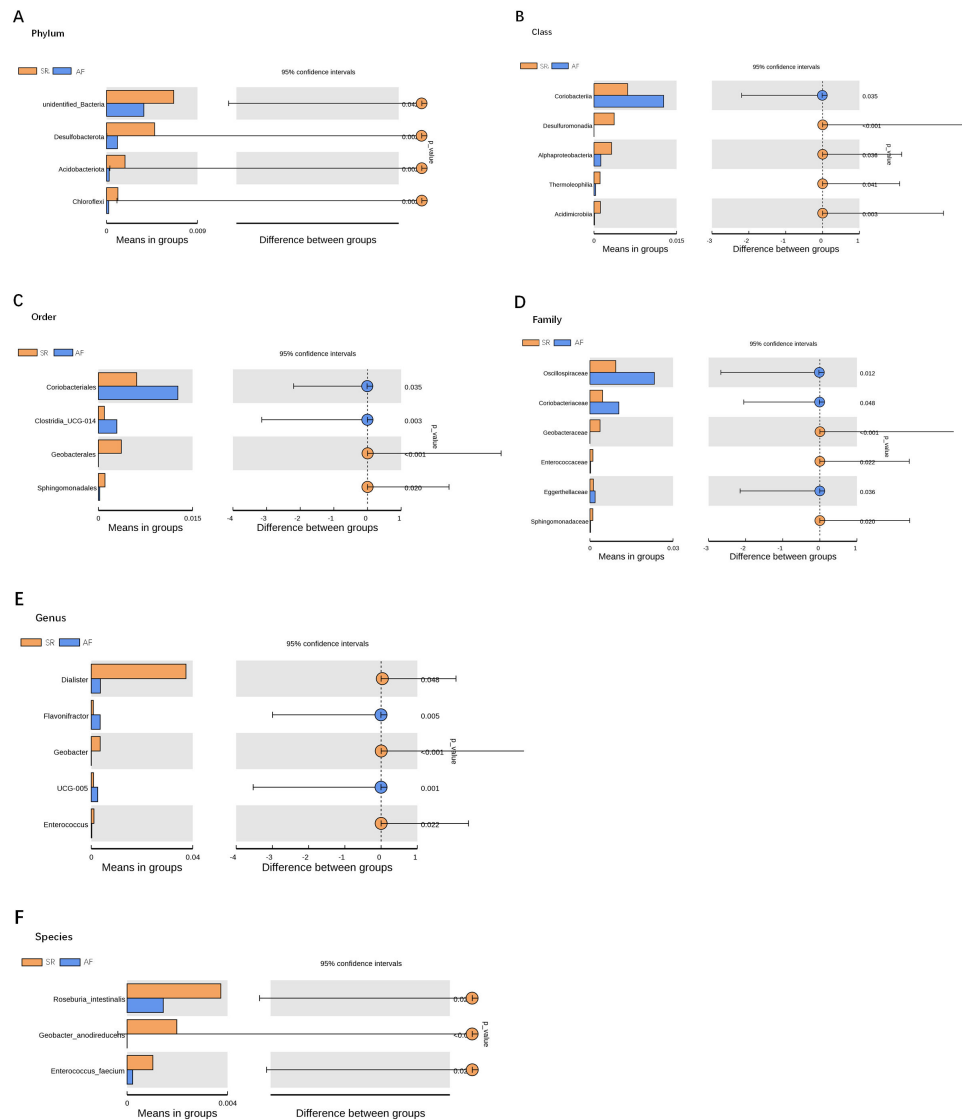 A
Phylum
SR AF
95% confidence intervals
unidentified_Bacteria
Desulfobacterota
Acidobacteriota
Chloroflexi
p_value
0 0.009
Means in groups
Difference between groups
B
Class
SR AF
95% confidence intervals
Coriobacteriia 0.035
Desulfuromonadia <0.001
Alphaproteobacteria 0.036
Thermoleophilia 0.041
Acidimicrobiia 0.003
p_value
0 0.015 -3 -2 -1 0 1
Means in groups Difference between groups
C
Order
SR AF
95% confidence intervals
Coriobacteriales 0.035
Clostridia_UCG-014 0.003
Geobacterales <0.001
Sphingomonadales 0.020
p_value
0 0.015 -4 -3 -2 -1 0 1
Means in groups Difference between groups
D
Family
SR AF
95% confidence intervals
Oscillospiraceae 0.012
Coriobacteriaceae 0.048
Geobacteraceae <0.001
Enterococcaceae 0.022
Eggerthellaceae 0.036
Sphingomonadaceae 0.020
p_value
0 0.03 -3 -2 -1 0 1
Means in groups Difference between groups
E
Genus
SR AF
95% confidence intervals
Dialister 0.048
Flavonifractor 0.005
Geobacter <0.001
UCG-005 0.001
Enterococcus 0.022
p_value
0 0.04 -4 -3 -2 -1 0 1
Means in groups Difference between groups
F
Species
SR AF
95% confidence intervals
Roseburia_intestinalis
Geobacter_anodireducens
Enterococcus_faecium
p_value
0 0.004
Means in groups Difference between groups